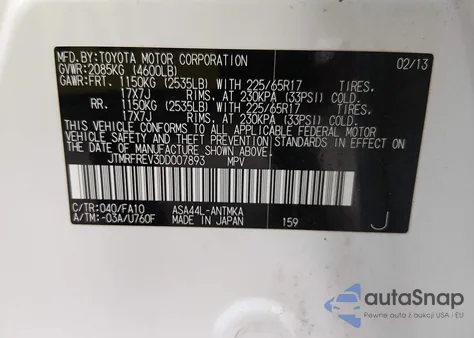 MFD.BY:TOYOTA MOTOR CORPORATION 02/13
GVWR:2085KG (4600LB)
GAWR:FRT. 1150KG (2535LB) WITH 225/65R17 TIRES,
17X7J RIMS, AT 230KPA (33PSI) COLD.
RR. 1150KG (2535LB) WITH 225/65R17 TIRES,
17X7J RIMS, AT 230KPA (33PSI) COLD.
THIS VEHICLE CONFORMS TO ALL APPLICABLE FEDERAL MOTOR
VEHICLE SAFETY AND THEFT PREVENTION STANDARDS IN EFFECT ON
THE DATE OF MANUFACTURE SHOWN ABOVE.
JTMRFREV3DD007893 MPV
C/TR:040/FA10 ASA44L-ANTMKA
A/TM:-03A/U760F MADE IN JAPAN 159 J
autoSnap
Pewne auto z aukcji USA i EU